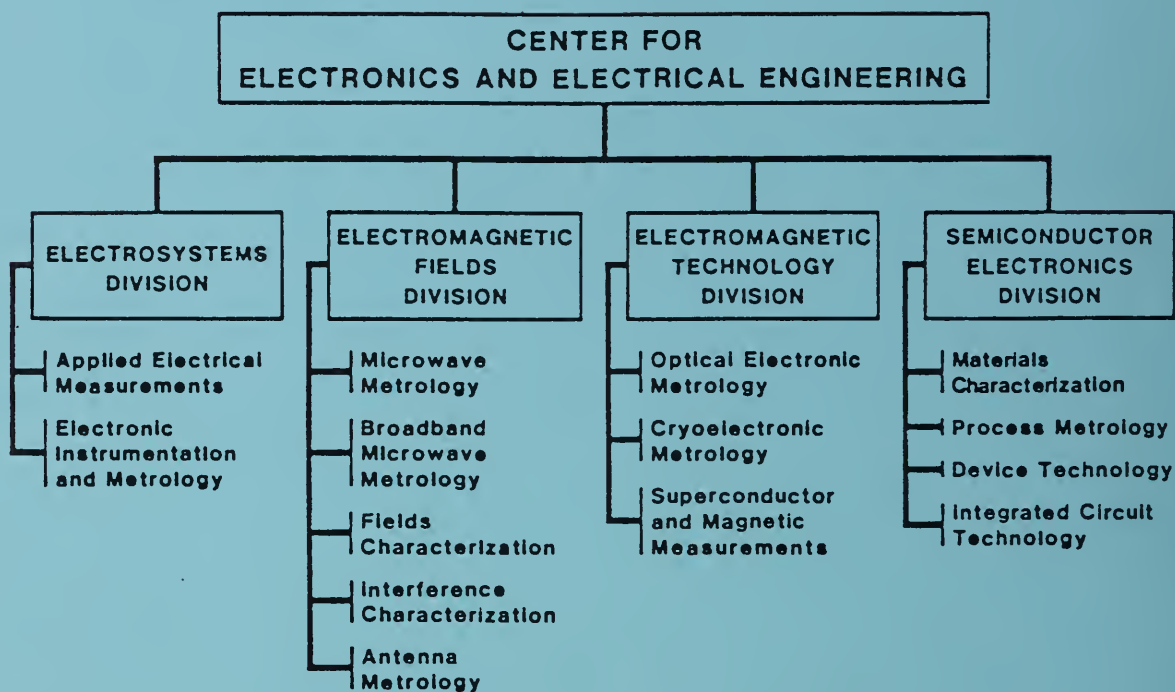 CENTER FOR
ELECTRONICS AND ELECTRICAL ENGINEERING
ELECTROSYSTEMS
DIVISION
Applied Electrical
Measurements
Electronic
Instrumentation
and Metrology
ELECTROMAGNETIC
FIELDS
DIVISION
Microwave
Metrology
Broadband
Microwave
Metrology
Fields
Characterization
Interference
Characterization
Antenna
Metrology
ELECTROMAGNETIC
TECHNOLOGY
DIVISION
Optical Electronic
Metrology
Cryoelectronic
Metrology
Superconductor
and Magnetic
Measurements
SEMICONDUCTOR
ELECTRONICS
DIVISION
Materials
Characterization
Process Metrology
Device Technology
Integrated Circuit
Technology